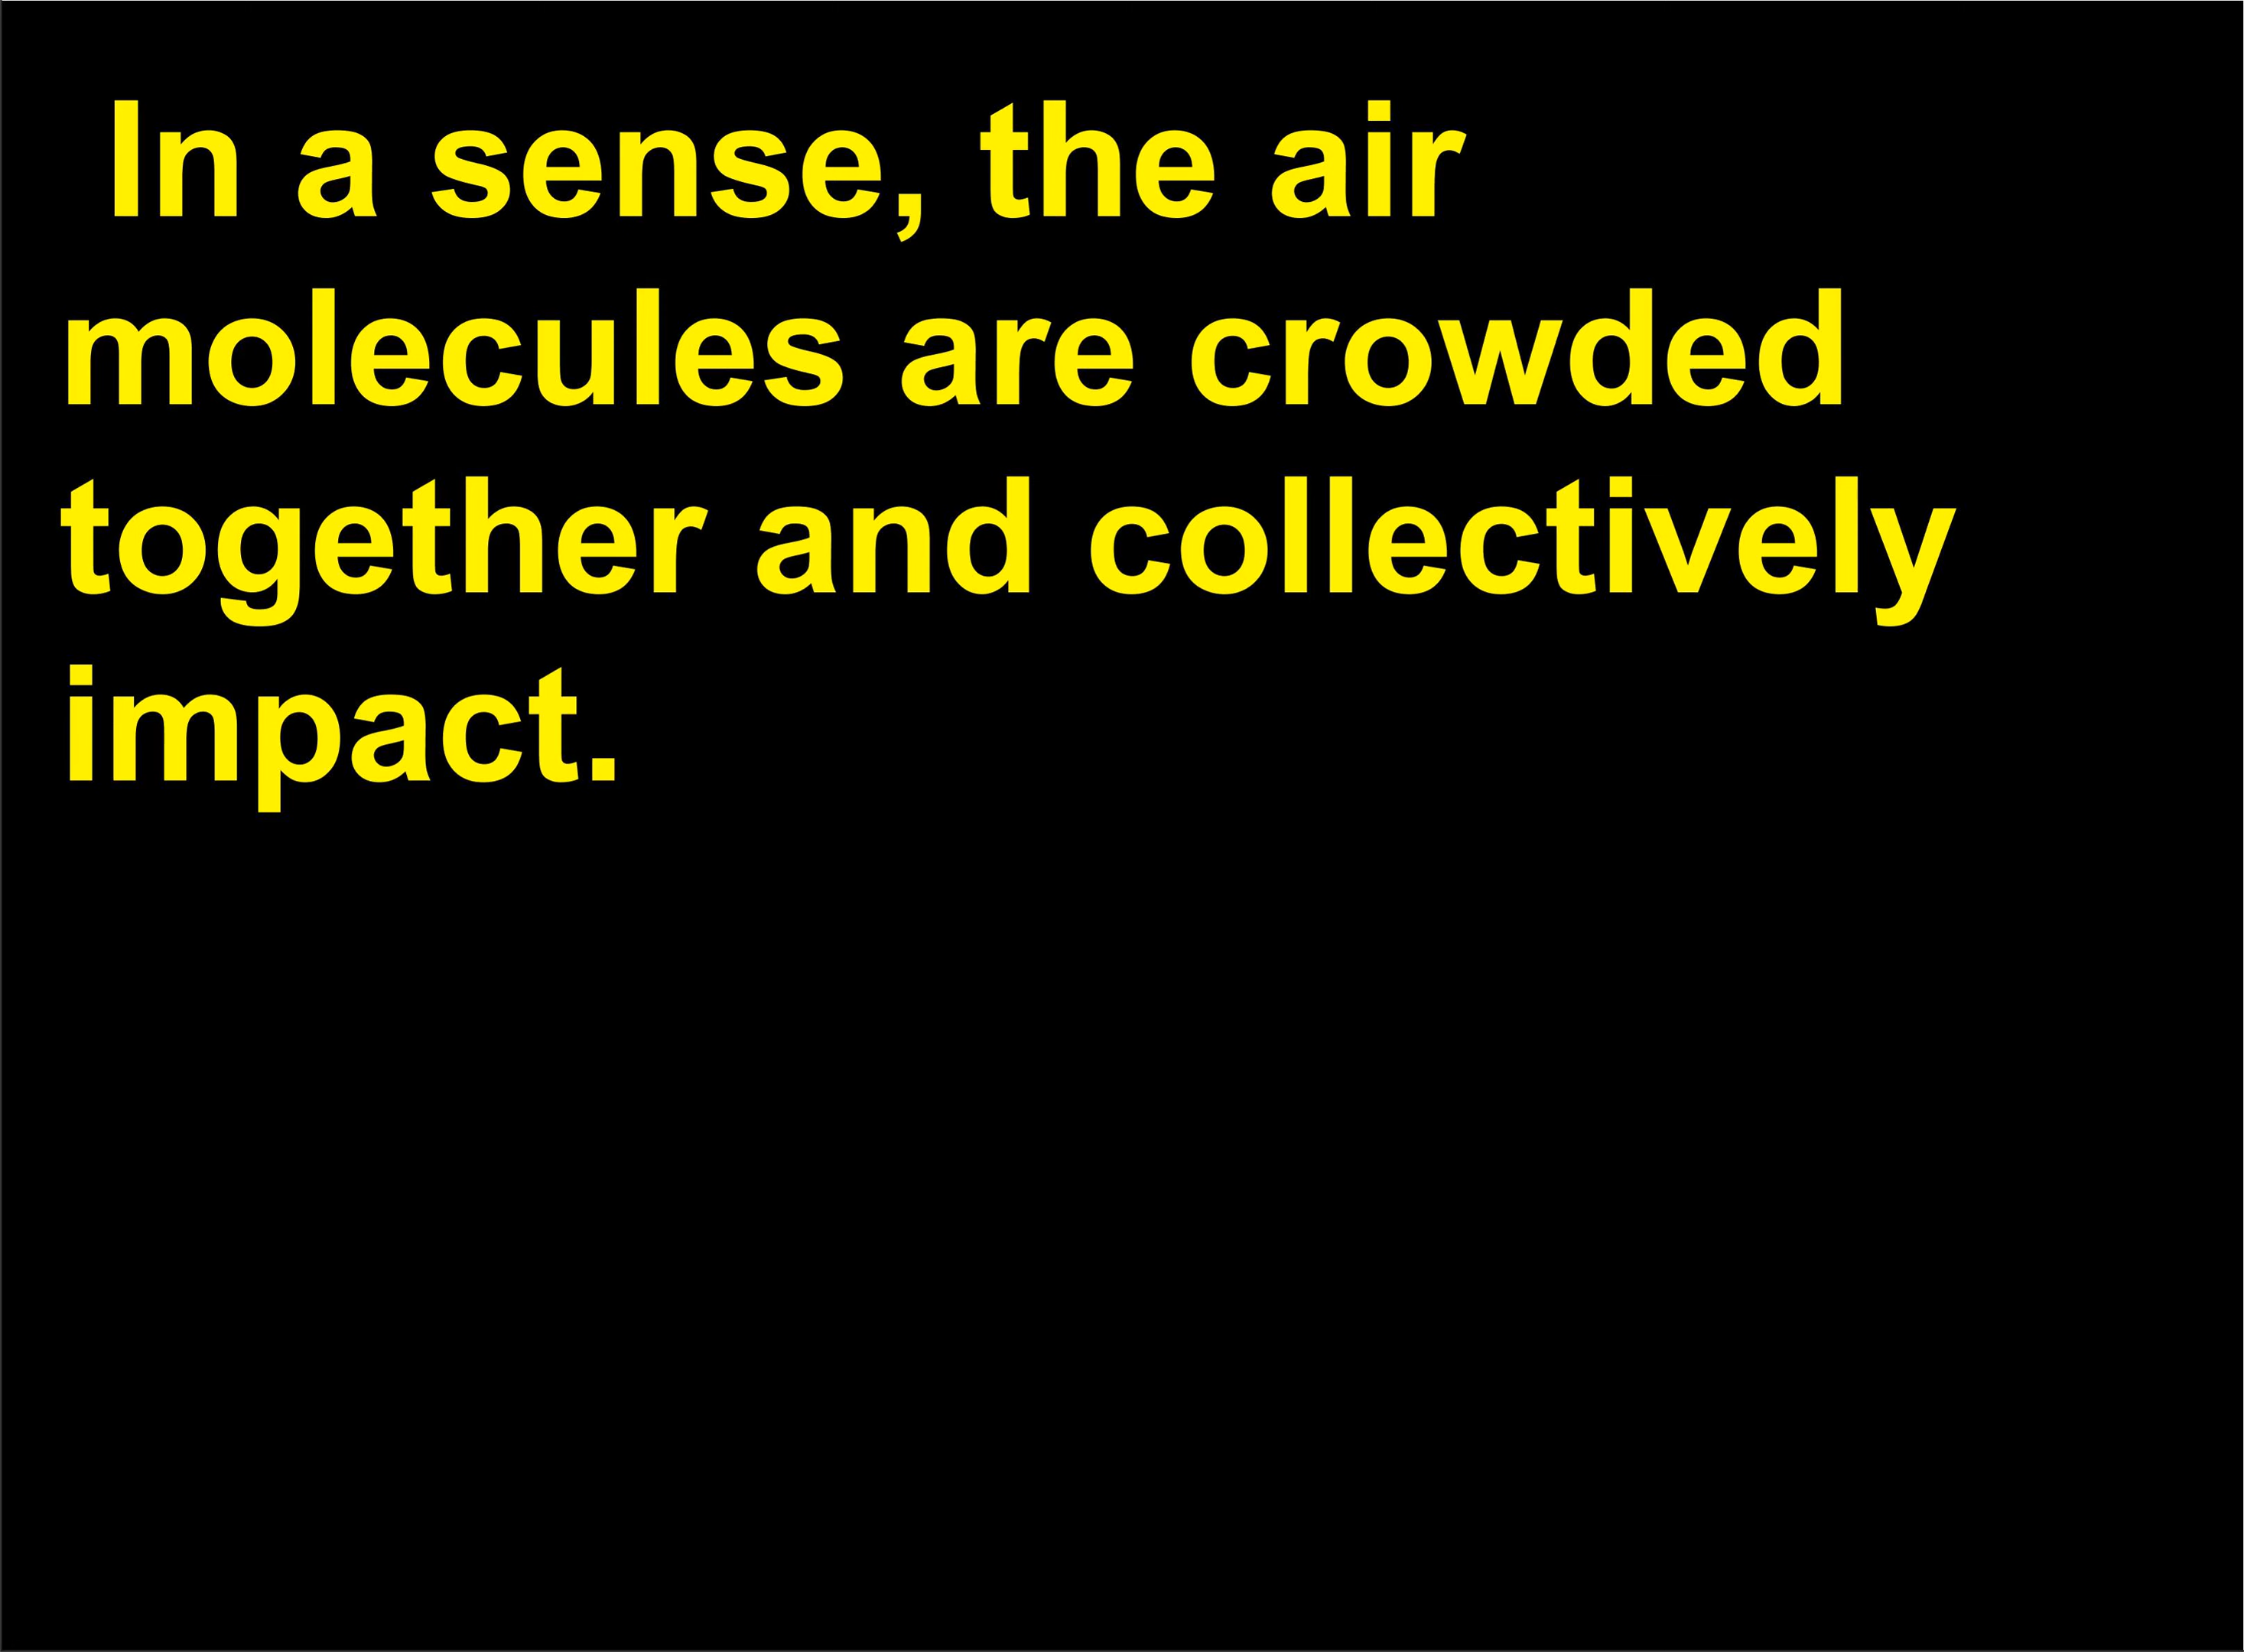 In a sense, the air
molecules are crowded
together and collectively
impact.